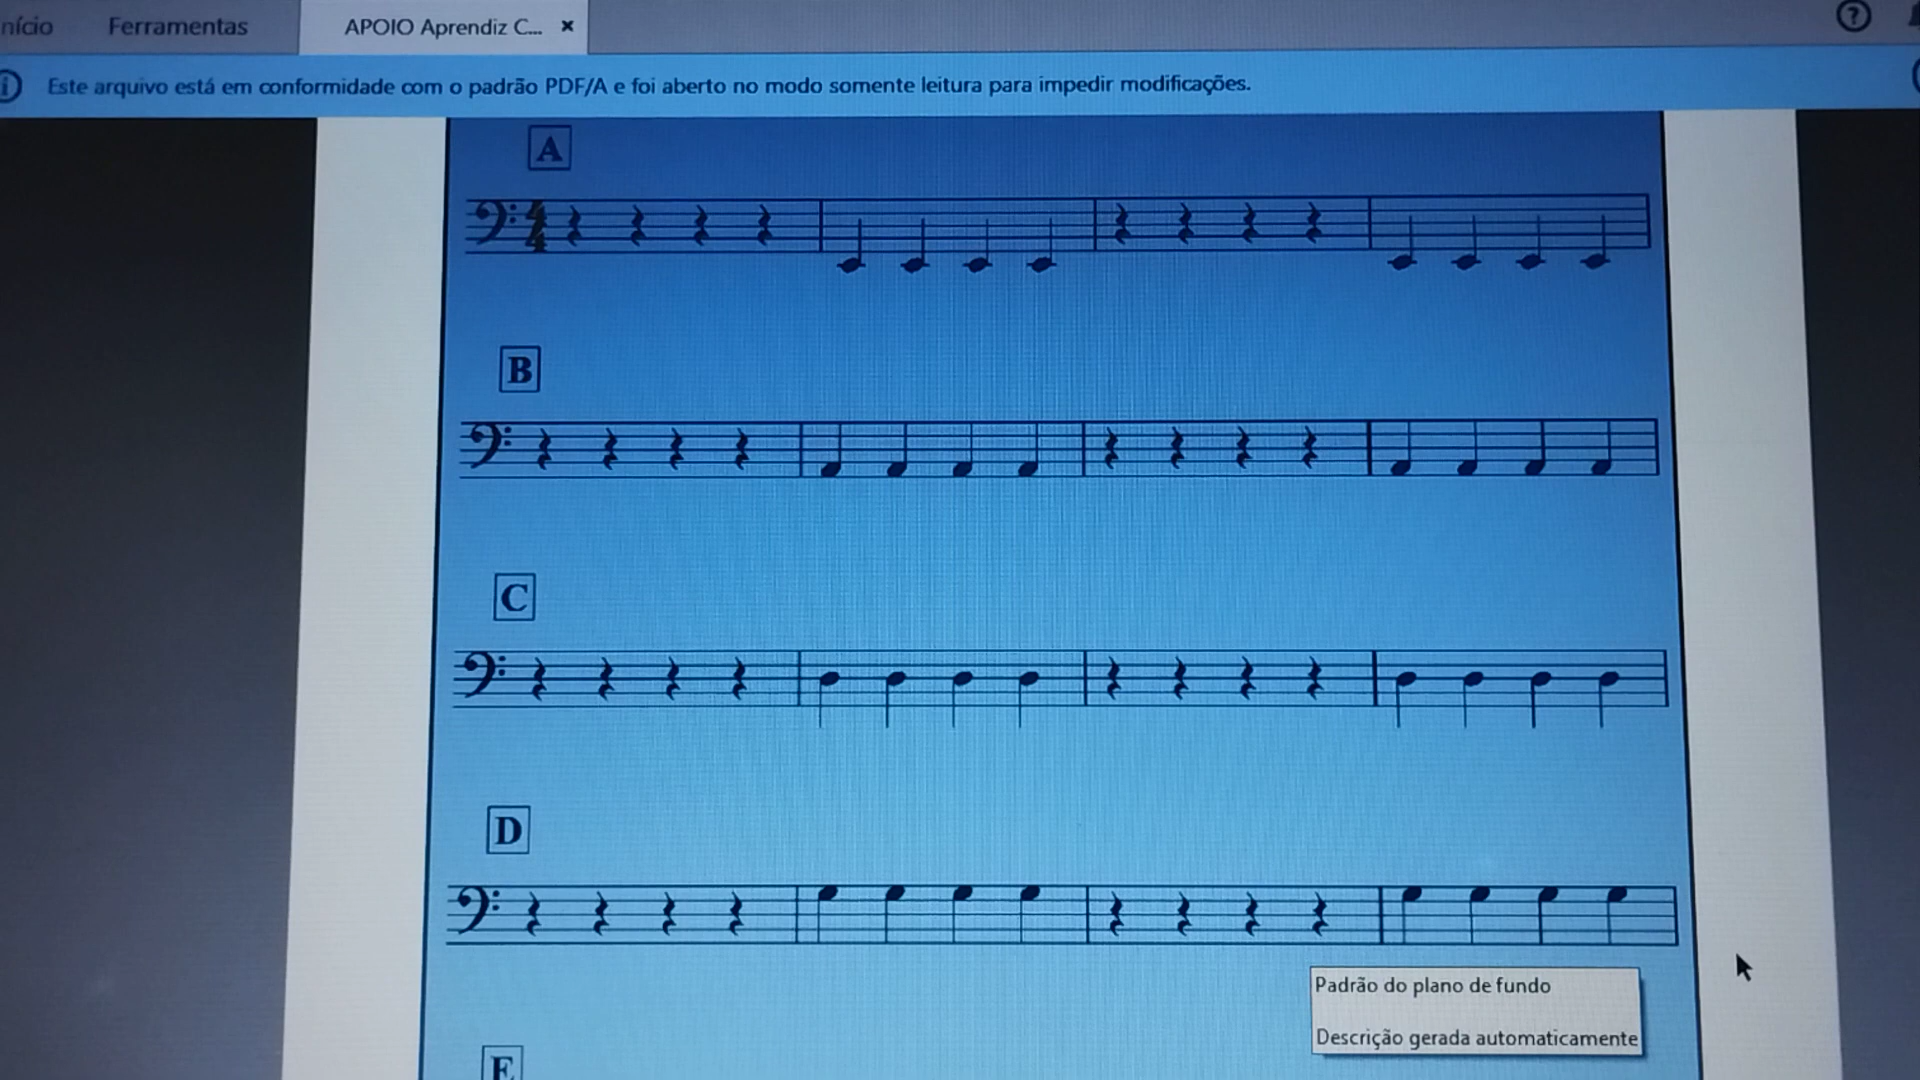 Ferramentas
APOIO Aprendiz C...
Este arquivo está em conformidade com o padrão PDF/A e foi aberto no modo somente leitura para impedir modificações.
A
B
C
D
Padrão do plano de fundo
Descrição gerada automaticamente
E